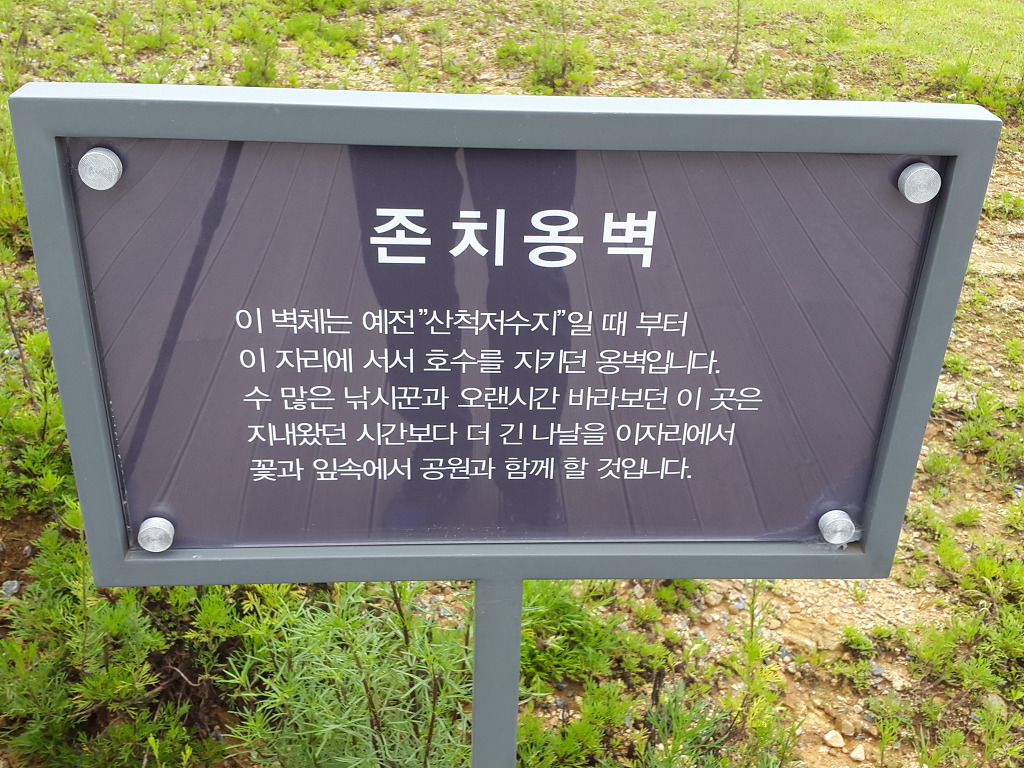 존치옹벽
이 벽체는 예전"산척저수지"일 때 부터
이 자리에 서서 호수를 지키던 옹벽입니다.
수 많은 낚시꾼과 오랜시간 바라보던 이 곳은
지내왔던 시간보다 더 긴 나날을 이자리에서
꽃과 잎속에서 공원과 함께 할 것입니다.